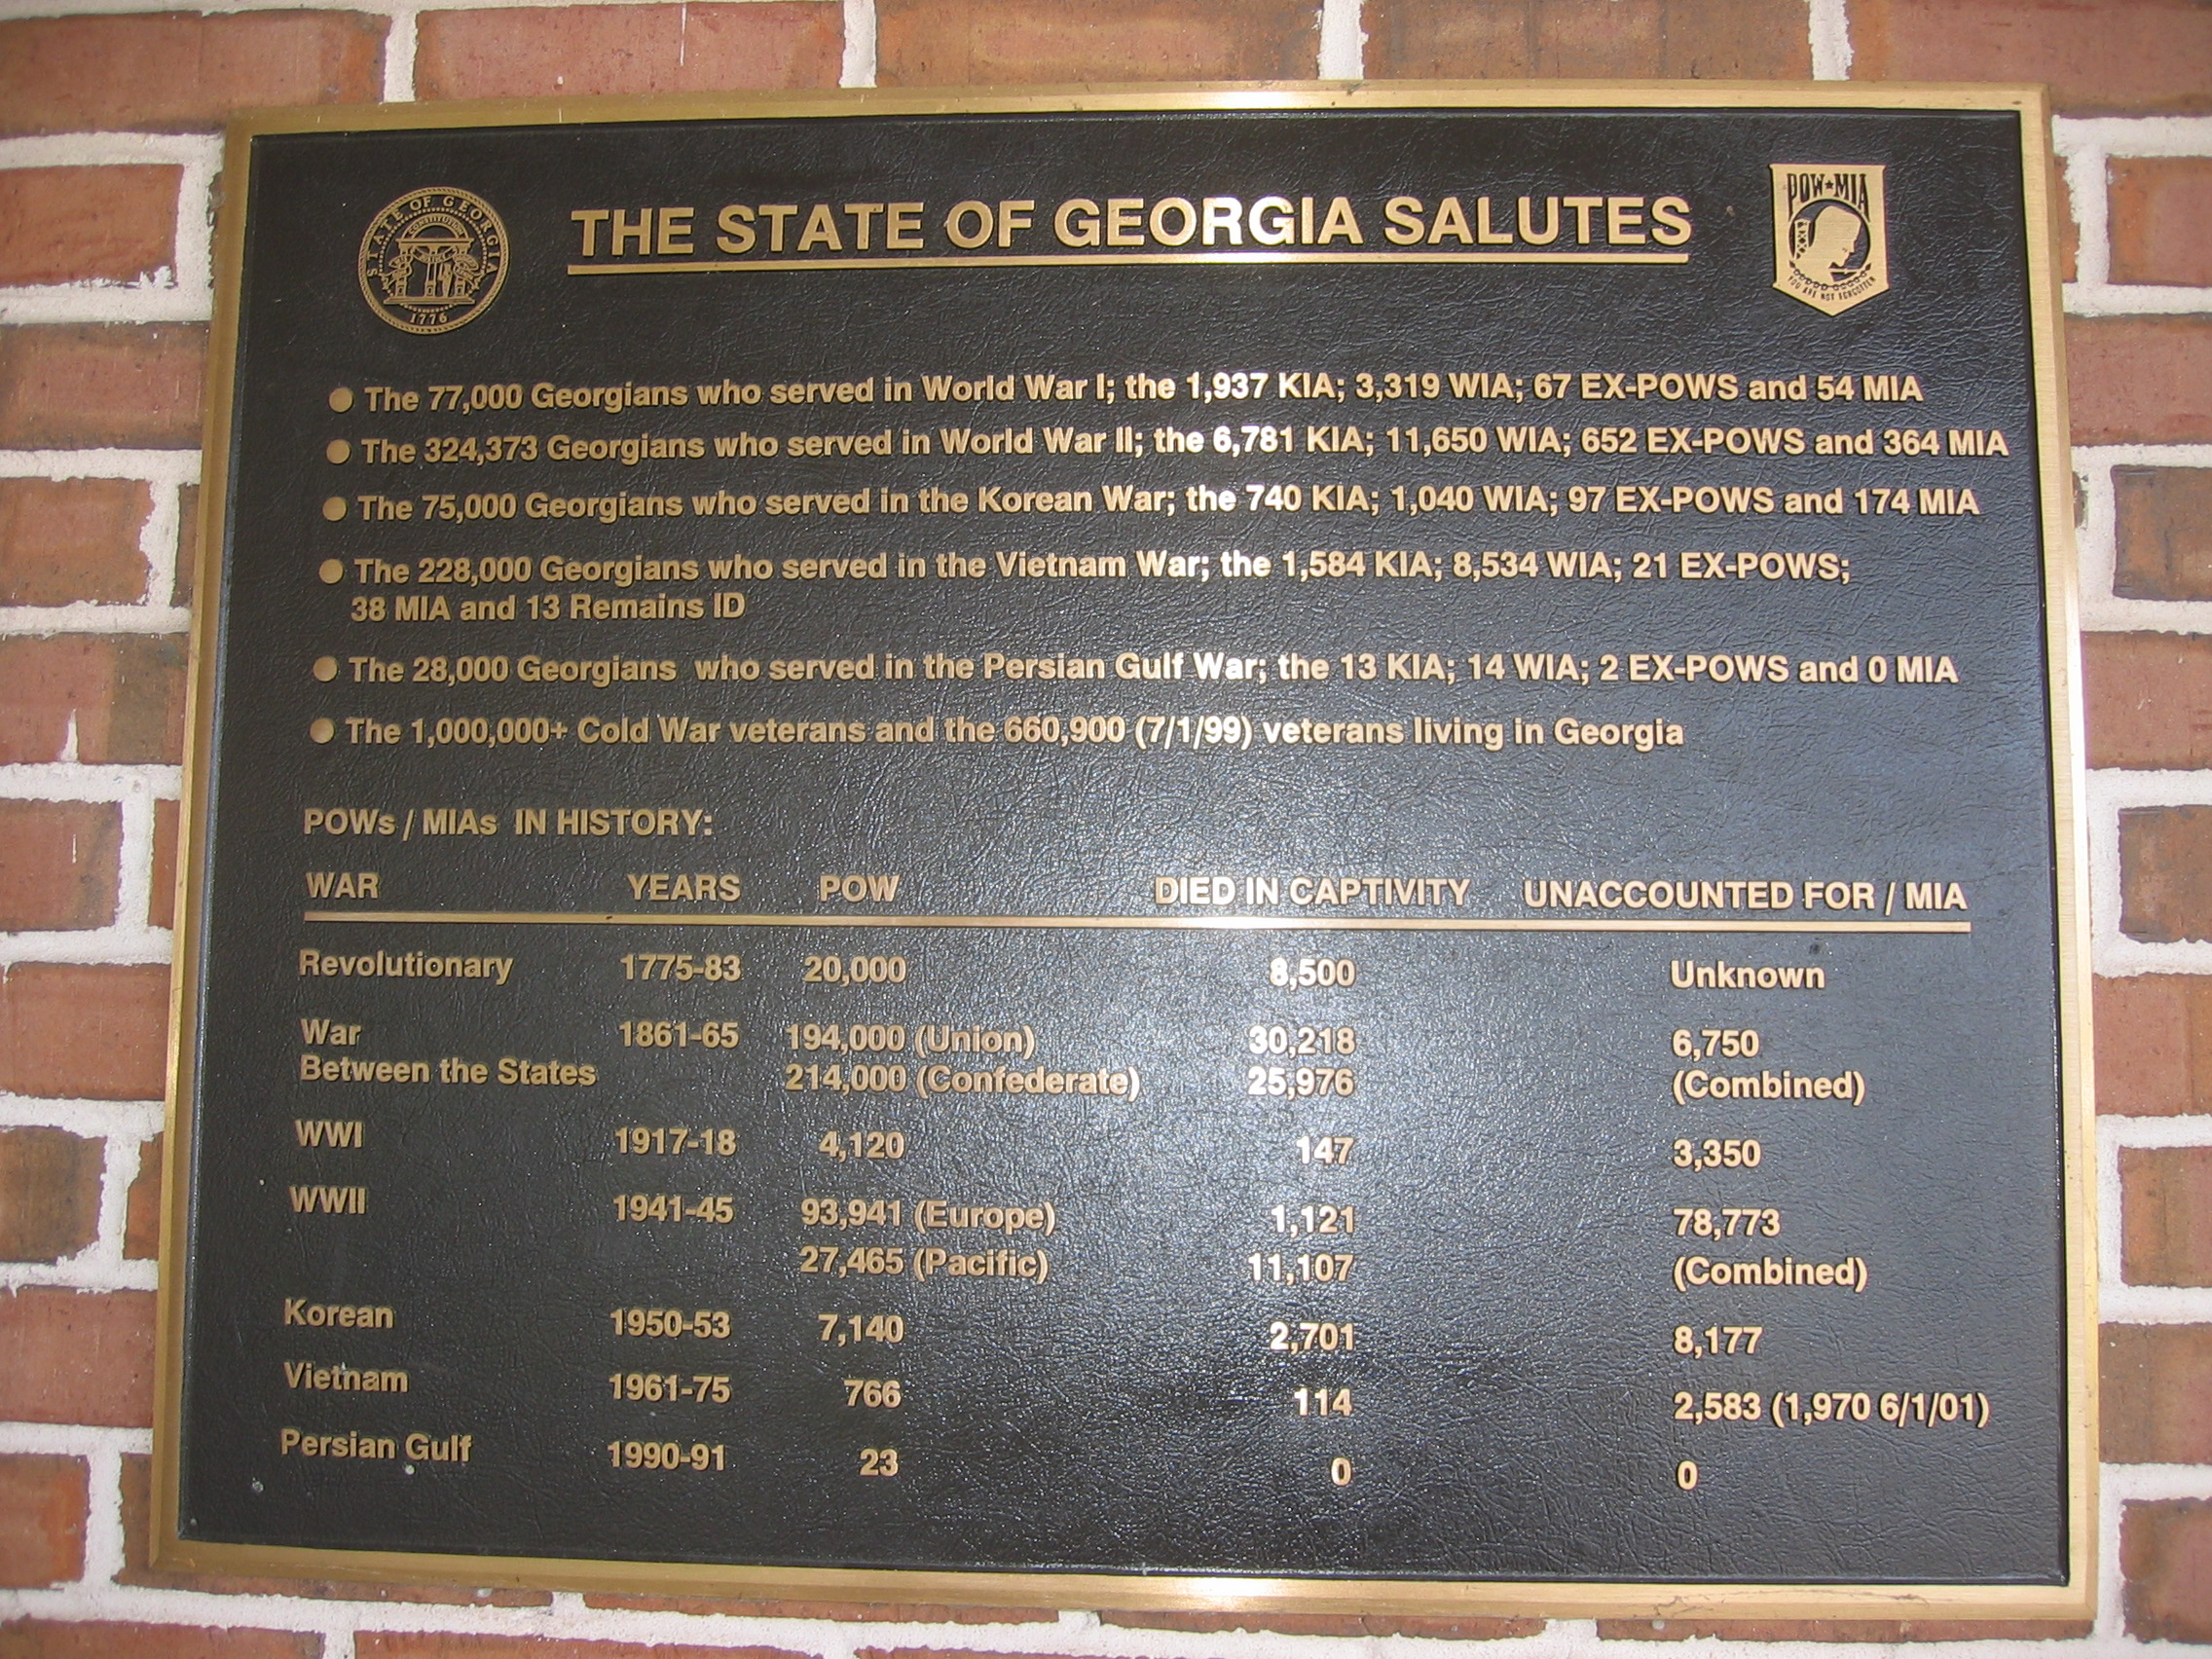 STATE OF GEORGIA
CONSTITUTION
1776
THE STATE OF GEORGIA SALUTES
POW★MIA
YOU ARE NOT FORGOTTEN
● The 77,000 Georgians who served in World War I; the 1,937 KIA; 3,319 WIA; 67 EX-POWS and 54 MIA
● The 324,373 Georgians who served in World War II; the 6,781 KIA; 11,650 WIA; 652 EX-POWS and 364 MIA
● The 75,000 Georgians who served in the Korean War; the 740 KIA; 1,040 WIA; 97 EX-POWS and 174 MIA
● The 228,000 Georgians who served in the Vietnam War; the 1,584 KIA; 8,534 WIA; 21 EX-POWS;
38 MIA and 13 Remains ID
● The 28,000 Georgians who served in the Persian Gulf War; the 13 KIA; 14 WIA; 2 EX-POWS and 0 MIA
● The 1,000,000+ Cold War veterans and the 660,900 (7/1/99) veterans living in Georgia
POWs / MIAs IN HISTORY:
WAR YEARS POW DIED IN CAPTIVITY UNACCOUNTED FOR / MIA
Revolutionary 1775-83 20,000 8,500 Unknown
War 1861-65 194,000 (Union) 30,218 6,750
Between the States 214,000 (Confederate) 25,976 (Combined)
WWI 1917-18 4,120 147 3,350
WWII 1941-45 93,941 (Europe) 1,121 78,773
27,465 (Pacific) 11,107 (Combined)
Korean 1950-53 7,140 2,701 8,177
Vietnam 1961-75 766 114 2,583 (1,970 6/1/01)
Persian Gulf 1990-91 23 0 0